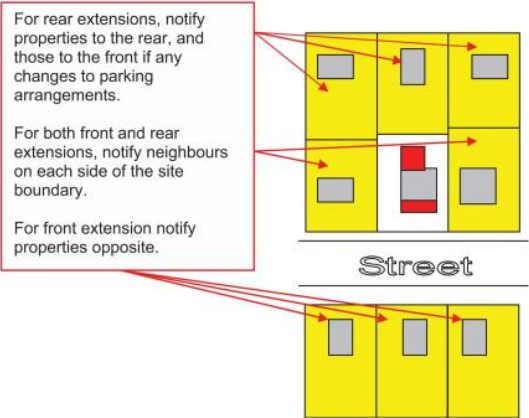 For rear extensions, notify
properties to the rear, and
those to the front if any
changes to parking
arrangements.
For both front and rear
extensions, notify neighbours
on each side of the site
boundary.
For front extension notify
properties opposite.
Street